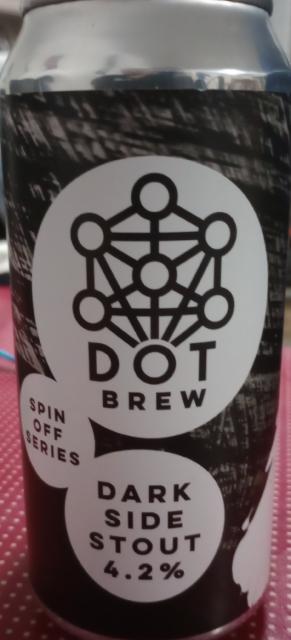 DOT
BREW
SPIN
OFF
SERIES
DARK
SIDE
STOUT
4.2%